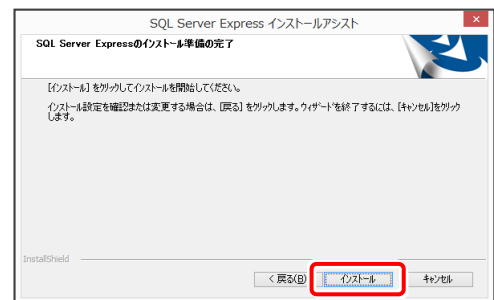 SQL Server Express インストールアシスト
SQL Server Expressのインストール準備の完了
[インストール] をクリックしてインストールを開始してください。
インストール設定を確認または変更する場合は、[戻る] をクリックします。ウィザードを終了するには、[キャンセル]をクリック
します。
InstallShield
< 戻る(B)
インストール
キャンセル